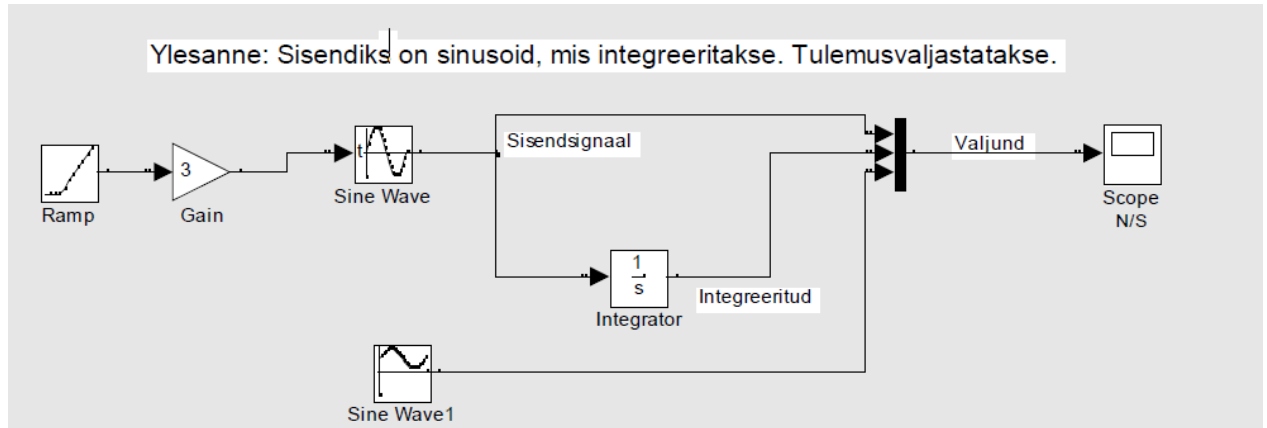 Ylesanne: Sisendiks on sinusoid, mis integreeritakse. Tulemusvaljastatakse.
Sisendsignaal
Valjund
t
3
Ramp
Gain
Sine Wave
Scope
N/S
1
s
Integreeritud
Integrator
Sine Wave1